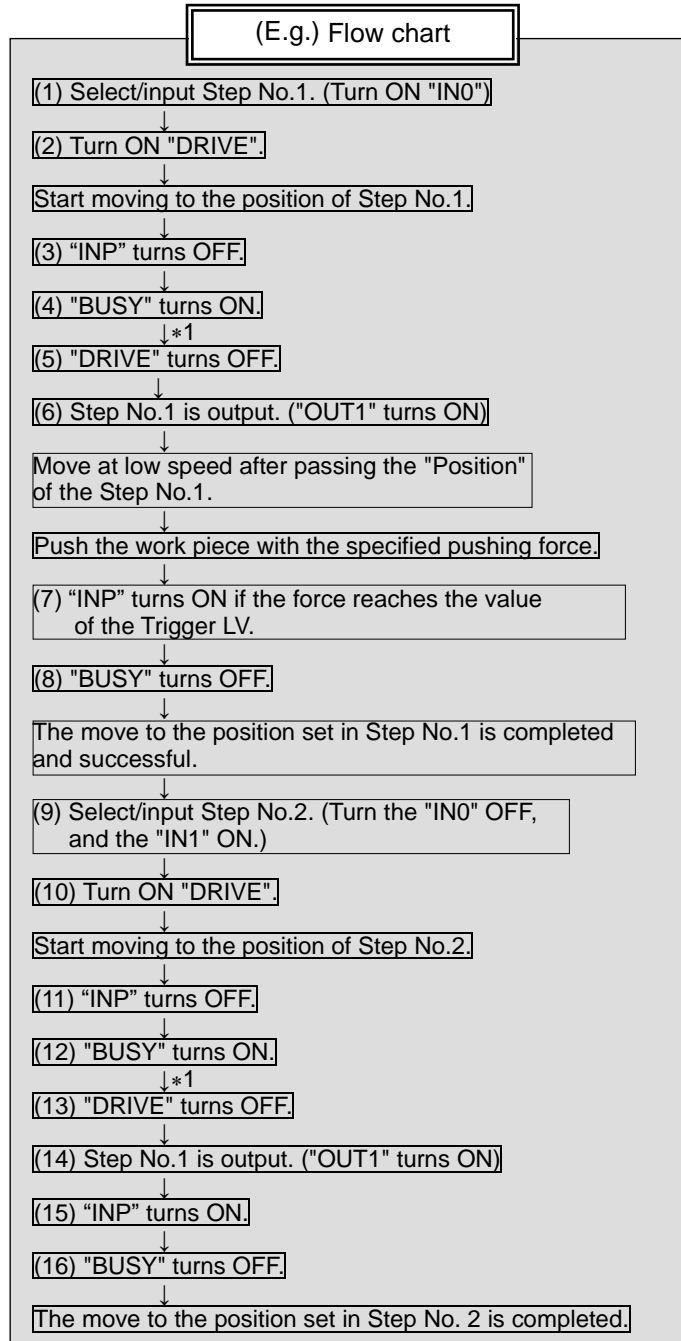 (E.g.) Flow chart
(1) Select/input Step No.1. (Turn ON "IN0")
↓
(2) Turn ON "DRIVE".
↓
Start moving to the position of Step No.1.
↓
(3) “INP” turns OFF.
↓
(4) "BUSY" turns ON.
↓*1
(5) "DRIVE" turns OFF.
↓
(6) Step No.1 is output. ("OUT1" turns ON)
↓
Move at low speed after passing the "Position"
of the Step No.1.
↓
Push the work piece with the specified pushing force.
↓
(7) “INP” turns ON if the force reaches the value
of the Trigger LV.
↓
(8) "BUSY" turns OFF.
↓
The move to the position set in Step No.1 is completed
and successful.
↓
(9) Select/input Step No.2. (Turn the "IN0" OFF,
and the "IN1" ON.)
↓
(10) Turn ON "DRIVE".
↓
Start moving to the position of Step No.2.
↓
(11) “INP” turns OFF.
↓
(12) "BUSY" turns ON.
↓*1
(13) "DRIVE" turns OFF.
↓
(14) Step No.1 is output. ("OUT1" turns ON)
↓
(15) “INP” turns ON.
↓
(16) "BUSY" turns OFF.
↓
The move to the position set in Step No. 2 is completed.